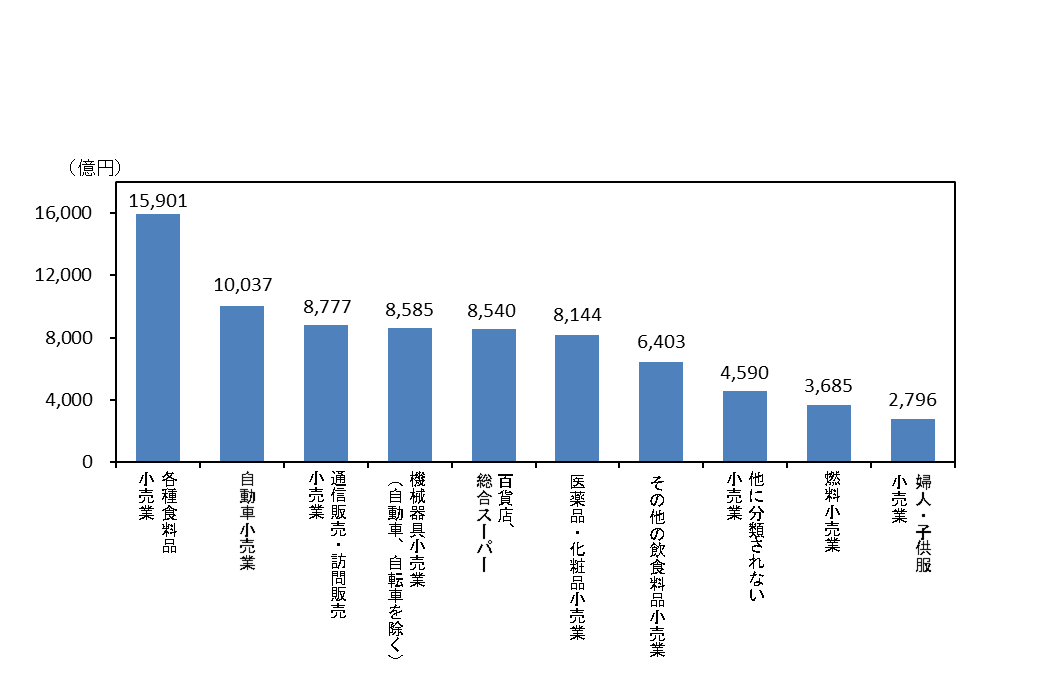 （億円）
16,000
12,000
8,000
4,000
0
15,901
10,037
8,777
8,585
8,540
8,144
6,403
4,590
3,685
2,796
各種食料品
小売業
自動車小売業
通信販売・訪問販売
小売業
機械器具小売業
（自動車、自転車を除く）
百貨店、
総合スーパー
医薬品・化粧品小売業
その他の飲食料品小売業
他に分類されない
小売業
燃料小売業
婦人・子供服
小売業